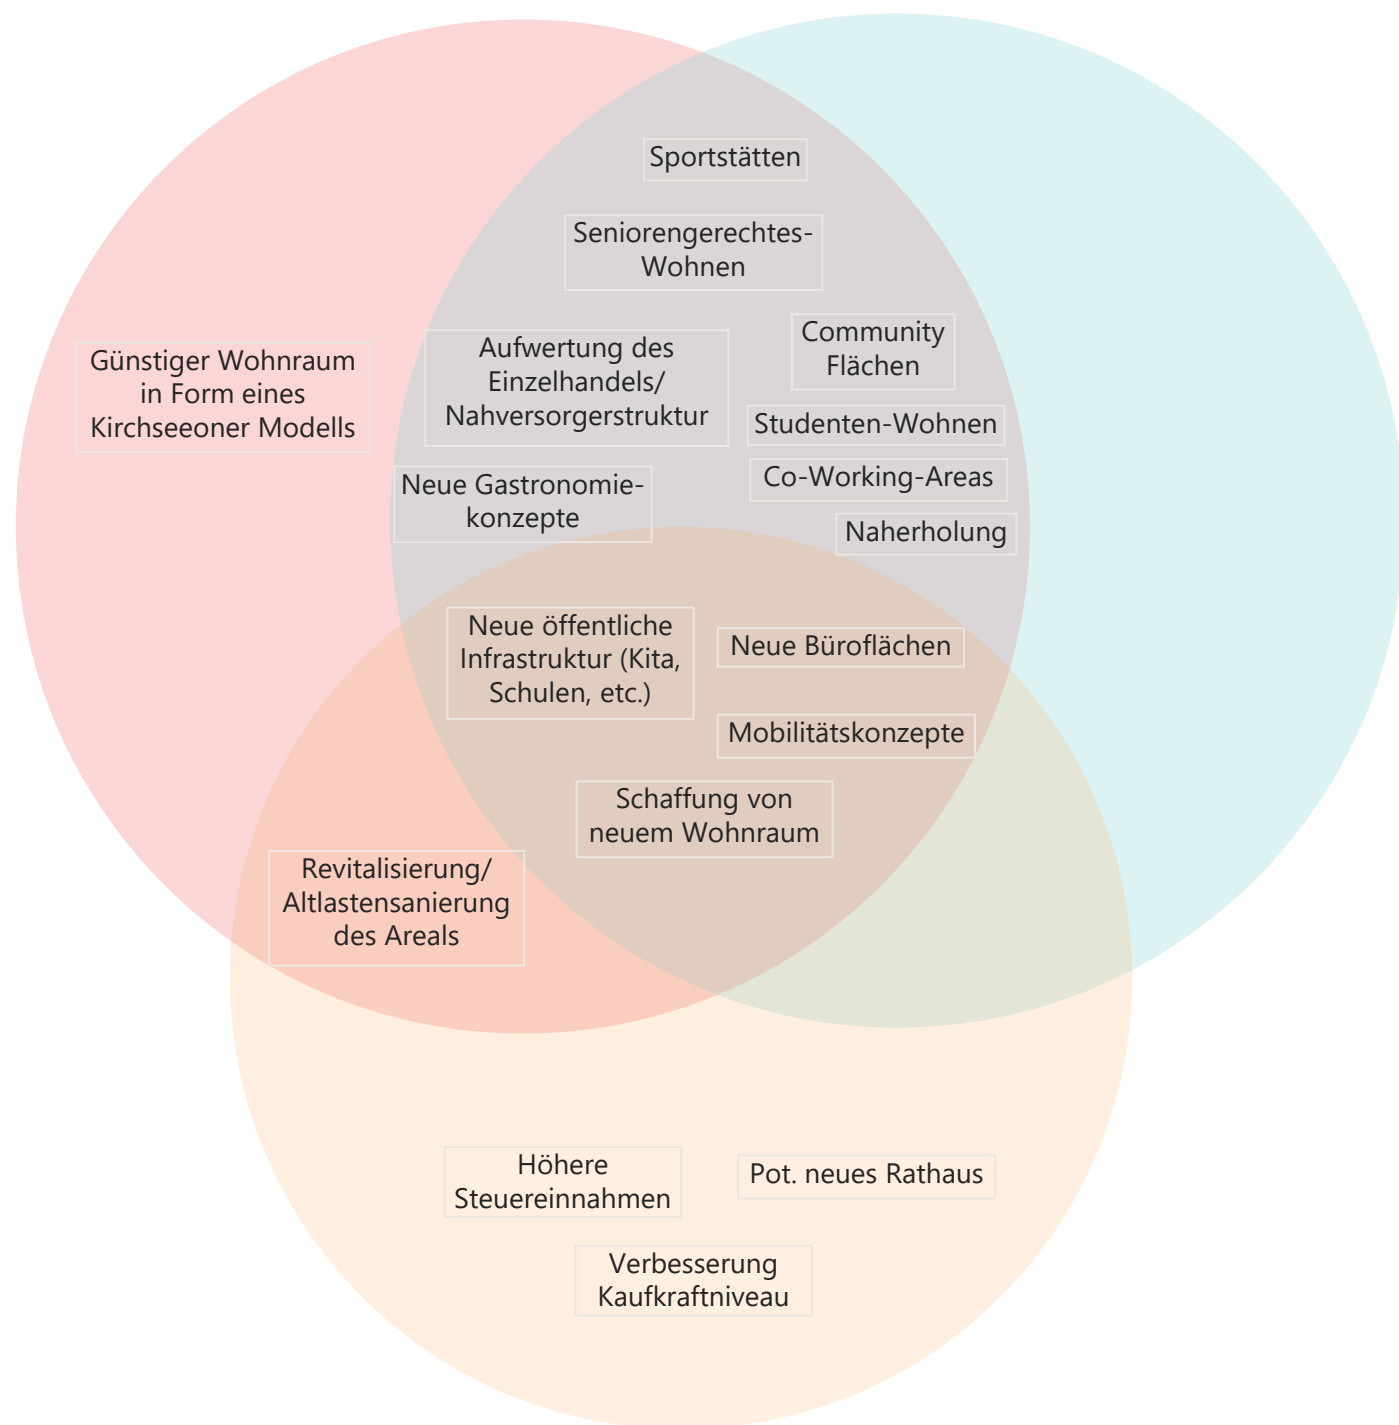 Sportstätten
Seniorengerechtes-
Wohnen
Community
Flächen
Günstiger Wohnraum
in Form eines
Kirchseeoner Modells
Aufwertung des
Einzelhandels/
Nahversorgerstruktur
Studenten-Wohnen
Co-Working-Areas
Neue Gastronomie-
konzepte
Naherholung
Neue öffentliche
Infrastruktur (Kita,
Schulen, etc.)
Neue Büroflächen
Mobilitätskonzepte
Schaffung von
neuem Wohnraum
Revitalisierung/
Altlastensanierung
des Areals
Höhere
Steuereinnahmen
Pot. neues Rathaus
Verbesserung
Kaufkraftniveau